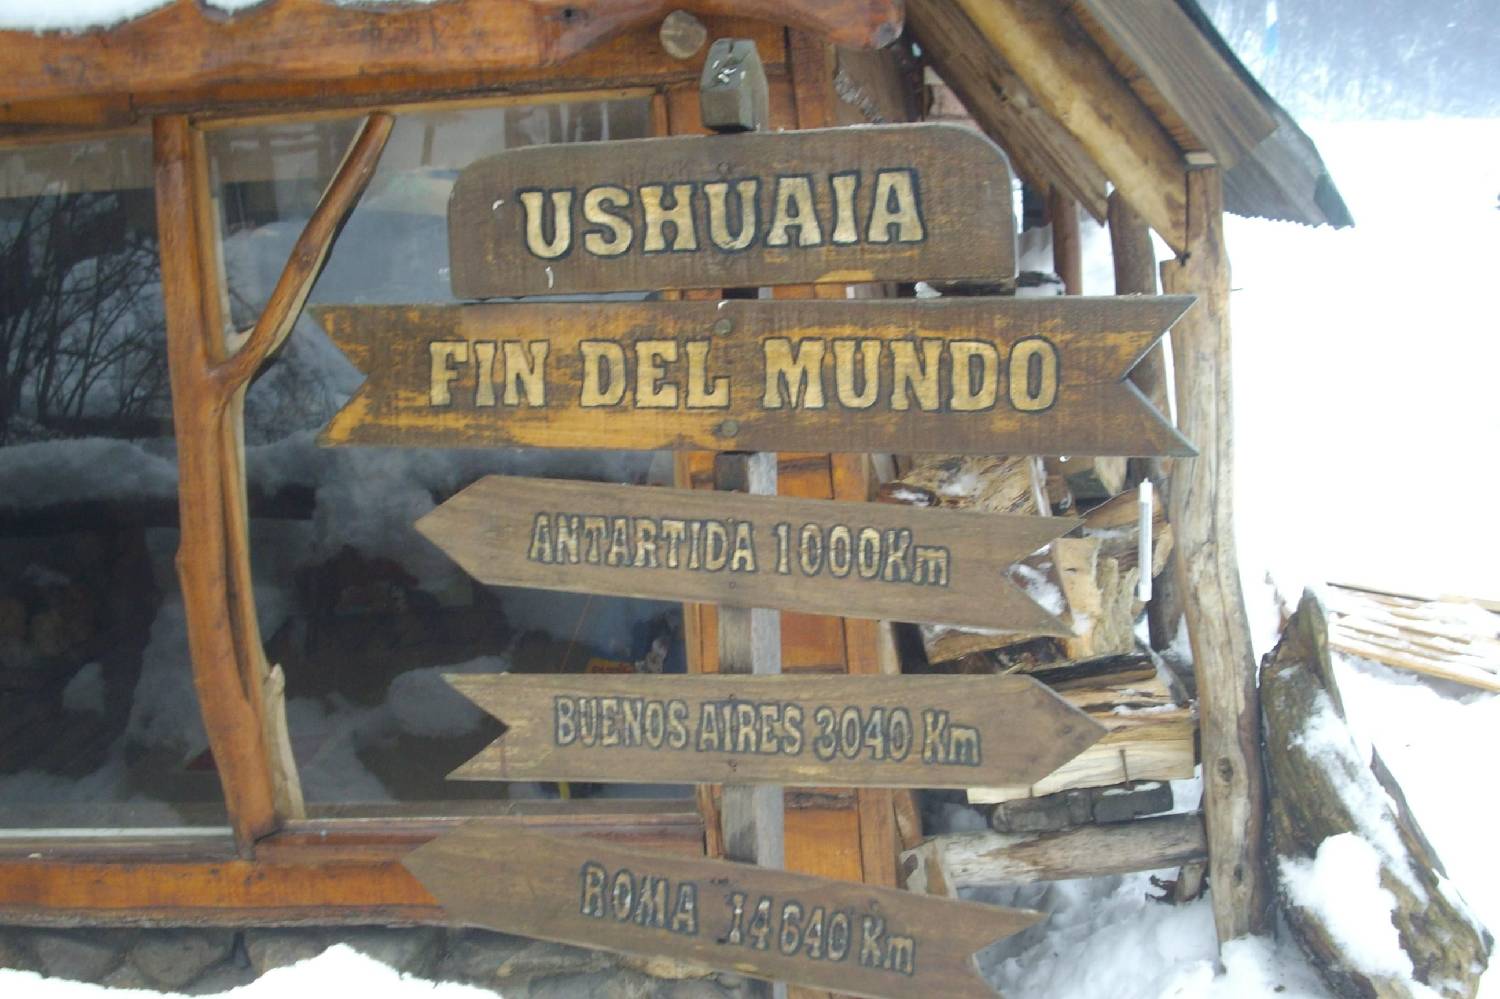 USHUAIA
FIN DEL MUNDO
ANTARTIDA 1000Km
BUENOS AIRES 3040 Km
ROMA 14640 Km